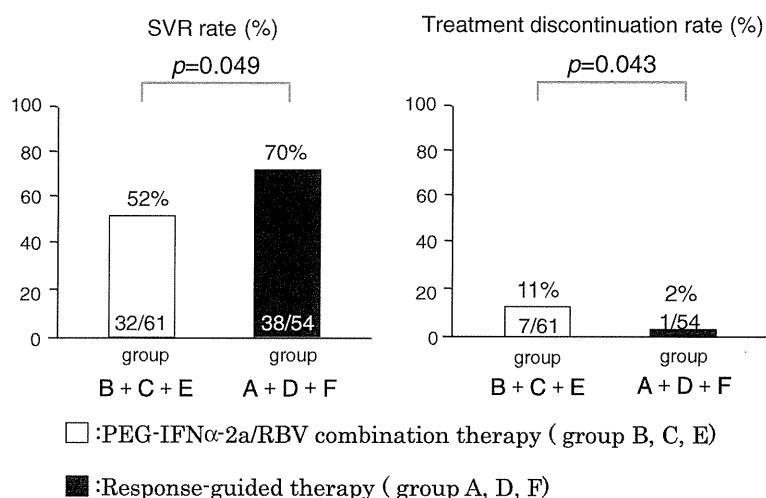 SVR rate (%)
p=0.049
100
80
60
40
20
0
52%
70%
32/61
38/54
group
group
B + C + E
A + D + F
Treatment discontinuation rate (%)
p=0.043
100
80
60
40
20
0
11%
2%
7/61
1/54
group
group
B + C + E
A + D + F
:PEG-IFNα-2a/RBV combination therapy ( group B, C, E)
:Response-guided therapy ( group A, D, F)